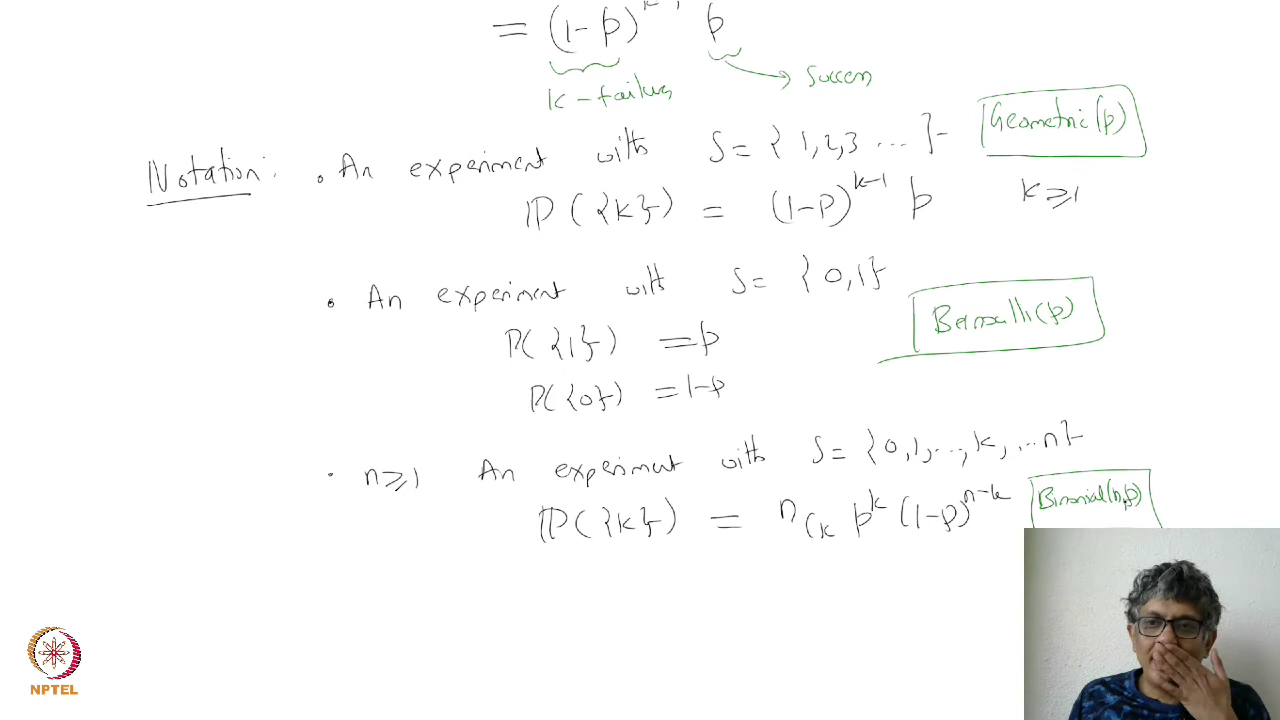 = (1-p)^{k-1} p
k-failures
Success
Geometric(p)
Notation: • An experiment with S = {1,2,3 ...}
P({k}) = (1-p)^{k-1} p k ≥ 1
• An experiment with S = {0,1}
Bernoulli(p)
P({1}) = p
P({0}) = 1-p
• n ≥ 1 An experiment with S = {0,1,...,k,...n}
Binomial(n,p)
P({k}) = nCk p^k (1-p)^{n-k}
NPTEL